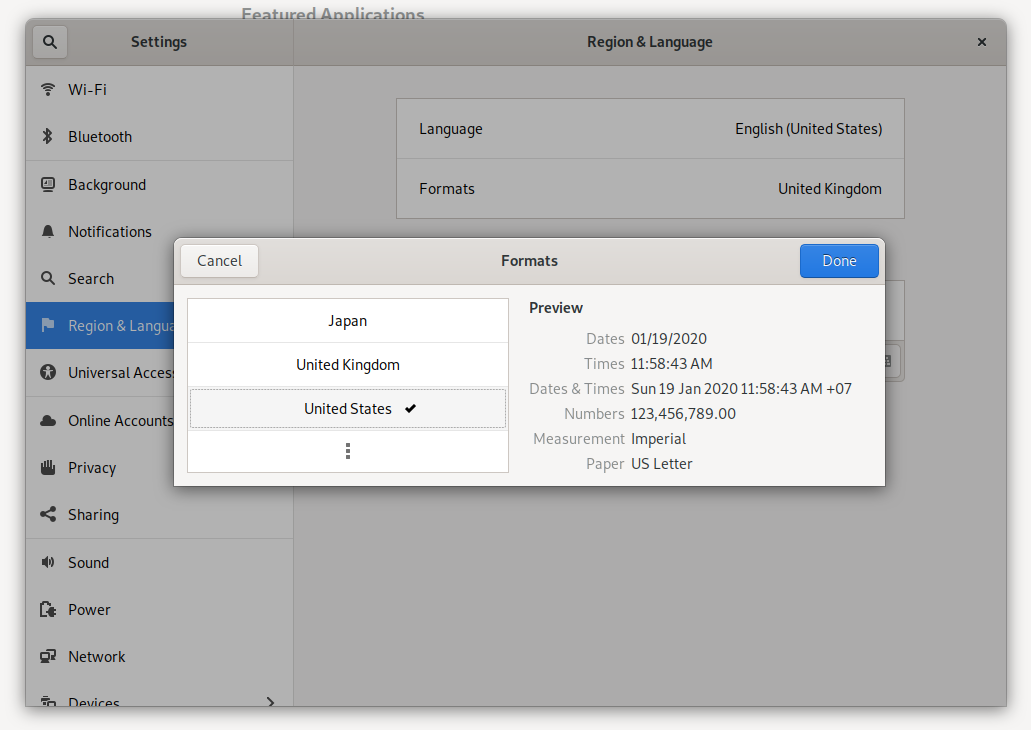 Featured Applications
Settings
Region & Language
Wi-Fi
Bluetooth
Background
Notifications
Search
Region & Langua
Universal Acces
Online Accounts
Privacy
Sharing
Sound
Power
Network
Devices
Language English (United States)
Formats United Kingdom
Cancel
Formats
Done
Japan
United Kingdom
United States
Preview
Dates 01/19/2020
Times 11:58:43 AM
Dates & Times Sun 19 Jan 2020 11:58:43 AM +07
Numbers 123,456,789.00
Measurement Imperial
Paper US Letter